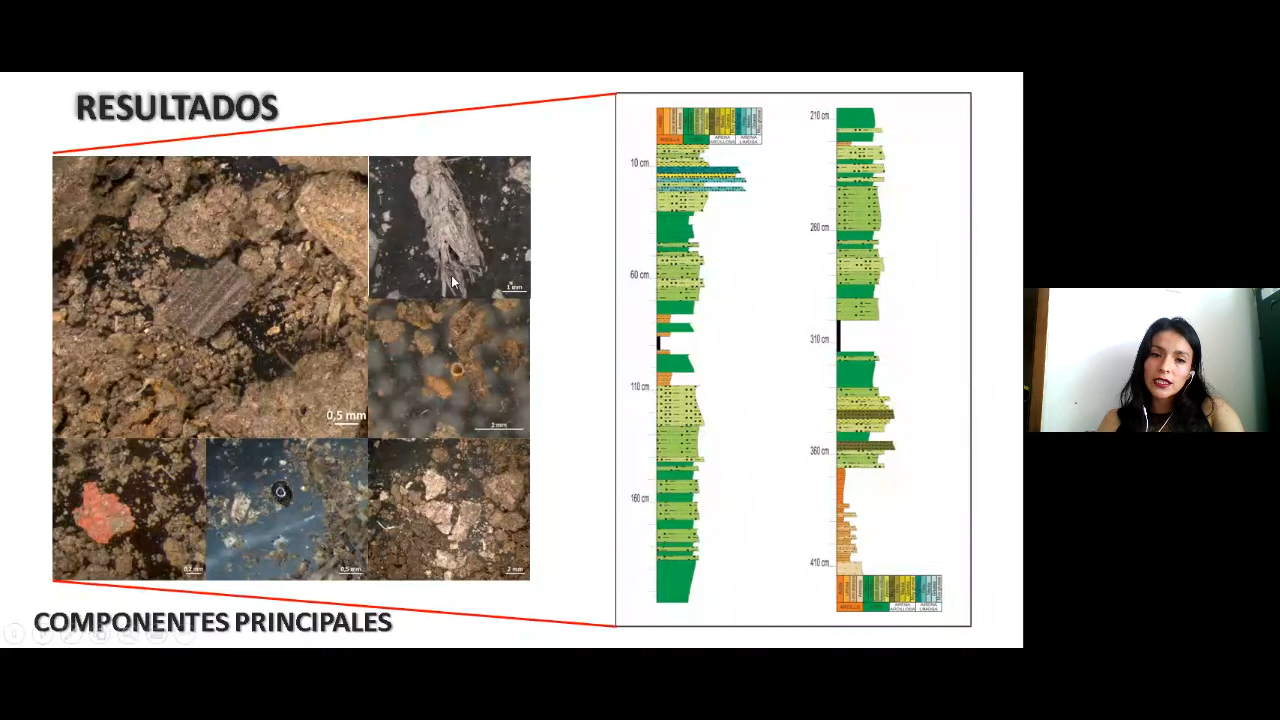 RESULTADOS
1 mm
0,5 mm
2 mm
0,2 mm
0,5 mm
2 mm
COMPONENTES PRINCIPALES
ARCILLA
ARENA ARCILLOSA
ARENA LIMOSA
10 cm
60 cm
110 cm
160 cm
210 cm
260 cm
310 cm
360 cm
410 cm
ARCILLA
ARENA ARCILLOSA
ARENA LIMOSA